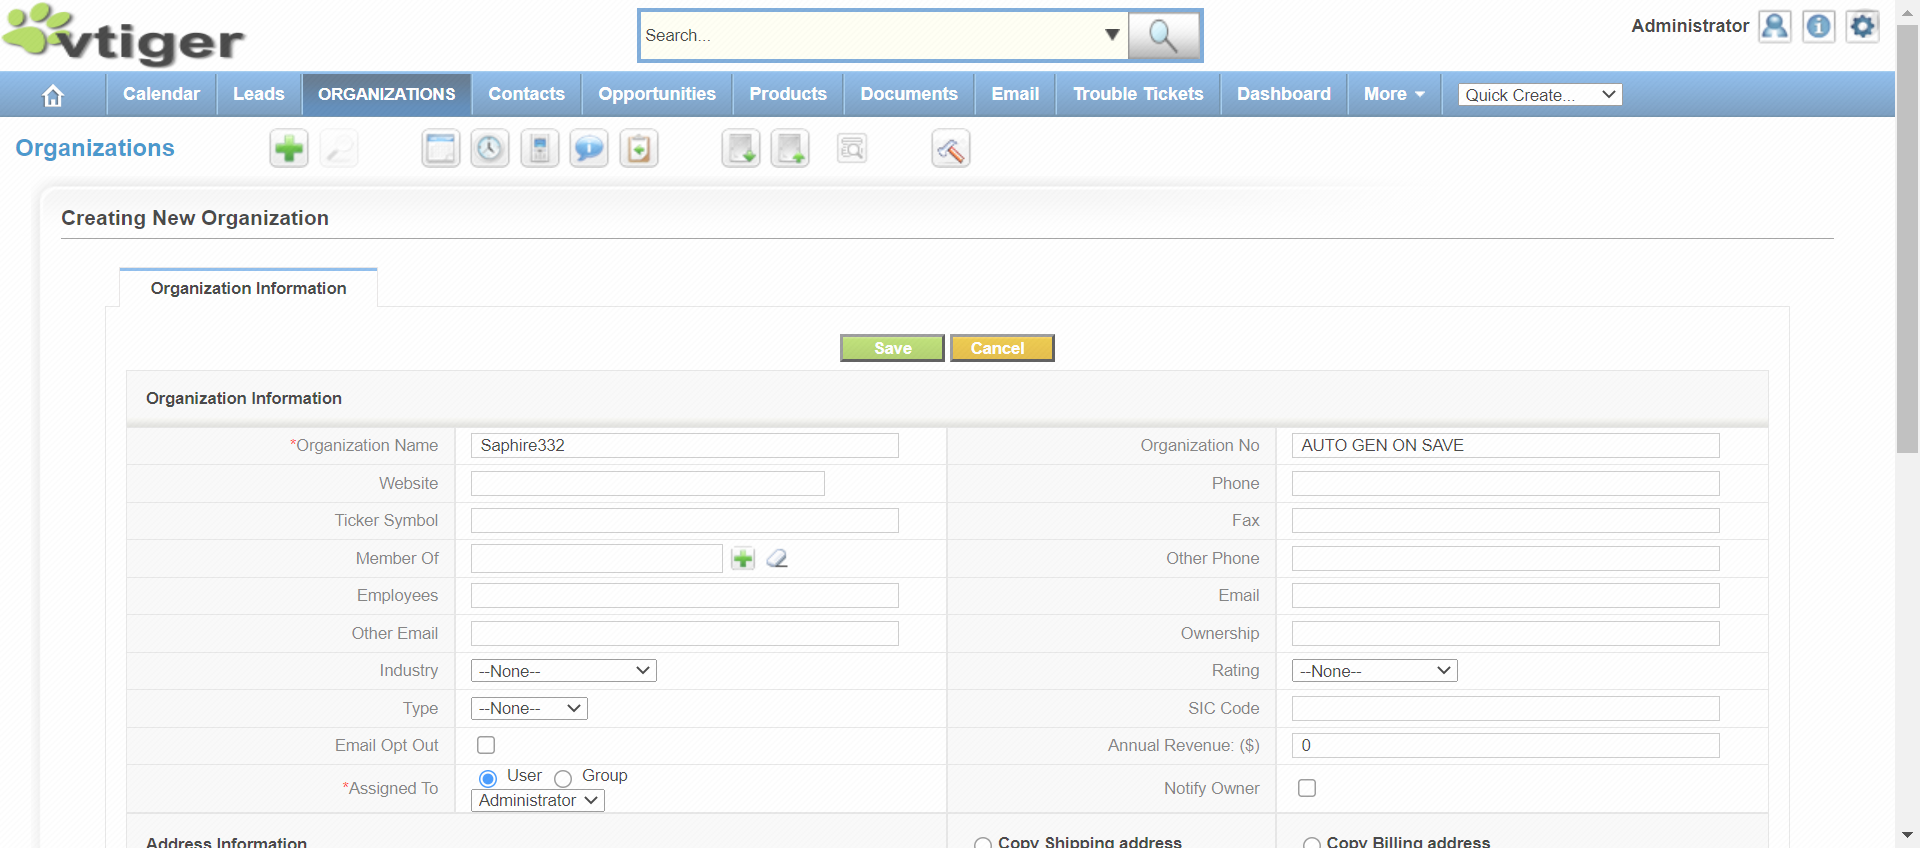 vtiger
Search...
Administrator
Calendar Leads ORGANIZATIONS Contacts Opportunities Products Documents Email Trouble Tickets Dashboard More Quick Create...
Organizations
Creating New Organization
Organization Information
Save Cancel
Organization Information
*Organization Name Saphire332 Organization No AUTO GEN ON SAVE
Website Phone
Ticker Symbol Fax
Member Of Other Phone
Employees Email
Other Email Ownership
Industry --None-- Rating --None--
Type --None-- SIC Code
Email Opt Out Annual Revenue: ($) 0
*Assigned To User Group Notify Owner
Administrator
Address Information Copy Shipping address Copy Billing address